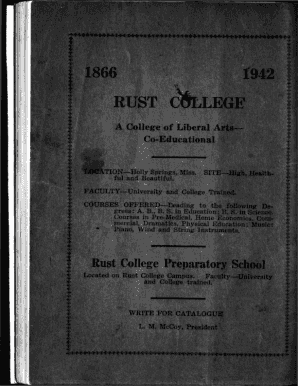 1866 1942
RUST COLLEGE
A College of Liberal Arts—
Co-Educational
LOCATION—Holly Springs, Miss. SITE—High, Health-
ful and Beautiful.
FACULTY—University and College Trained.
COURSES OFFERED—Leading to the following De-
grees: A. B., B. S. in Education; B. S. in Science.
Courses in Pre-Medical, Home Economics, Com-
mercial, Dramatics, Physical Education; Music:
Piano, Wind and String Instruments.
Rust College Preparatory School
Located on Rust College Campus. Faculty—University
and College trained.
WRITE FOR CATALOGUE
L. M. McCoy, President